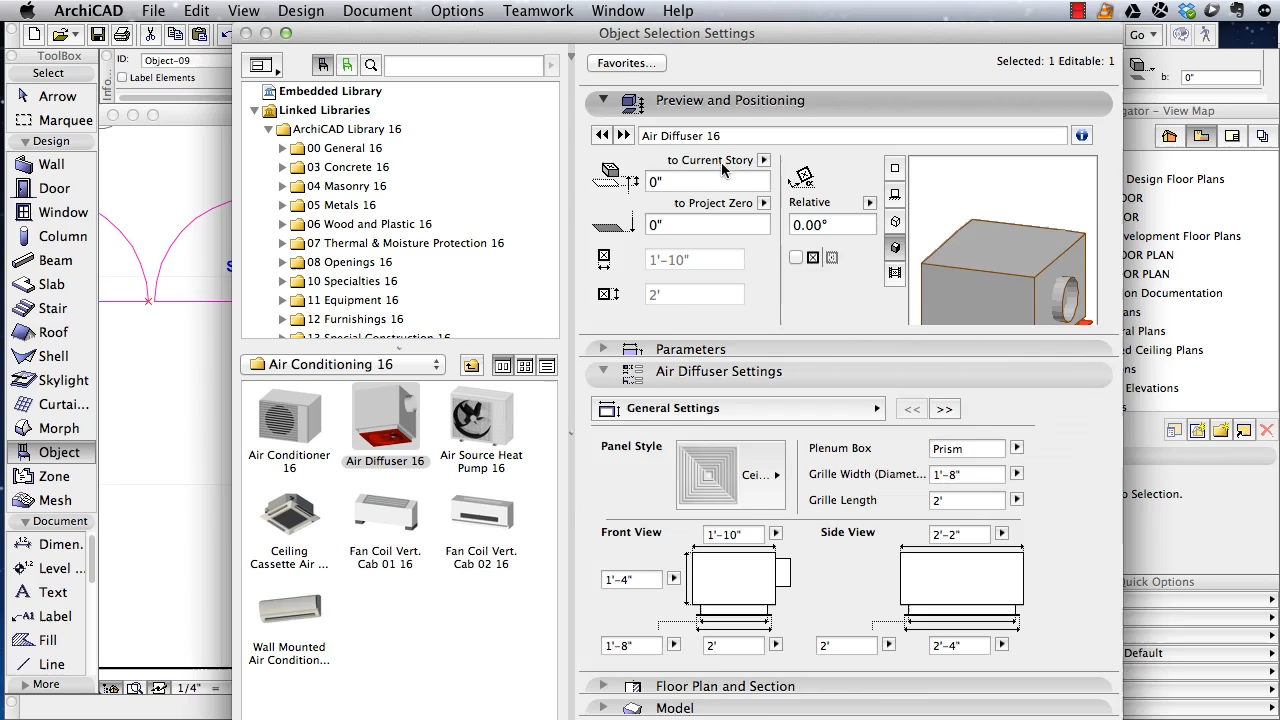 ArchiCAD File Edit View Design Document Options Teamwork Window Help
Object Selection Settings
ToolBox
Select
Arrow
Marquee
Design
Wall
Door
Window
Column
Beam
Slab
Stair
Roof
Shell
Skylight
Curtai...
Morph
Object
Zone
Mesh
Document
Dimen.
Level ...
Text
Label
Fill
Line
More
ID: Object-09
Label Elements
Info...
1/4" =
Embedded Library
Linked Libraries
ArchiCAD Library 16
00 General 16
03 Concrete 16
04 Masonry 16
05 Metals 16
06 Wood and Plastic 16
07 Thermal & Moisture Protection 16
08 Openings 16
10 Specialties 16
11 Equipment 16
12 Furnishings 16
13 Special Construction 16
Air Conditioning 16
Air Conditioner 16
Air Diffuser 16
Air Source Heat Pump 16
Ceiling Cassette Air ...
Fan Coil Vert. Cab 01 16
Fan Coil Vert. Cab 02 16
Wall Mounted Air Condition...
Favorites...
Selected: 1 Editable: 1
Preview and Positioning
Air Diffuser 16
to Current Story
0"
to Project Zero
0"
1'-10"
2'
Relative
0.00°
Parameters
Air Diffuser Settings
General Settings
<< >>
Panel Style
Cei...
Plenum Box Prism
Grille Width (Diamet... 1'-8"
Grille Length 2'
Front View 1'-10" Side View 2'-2"
1'-4"
1'-8" 2' 2' 2'-4"
Floor Plan and Section
Model
Go
b: 0"
gator - View Map
Design Floor Plans
OOR
OOR
evelopment Floor Plans
OOR PLAN
OR PLAN
on Documentation
ral Plans
ed Ceiling Plans
Elevations
o Selection.
Quick Options
Default